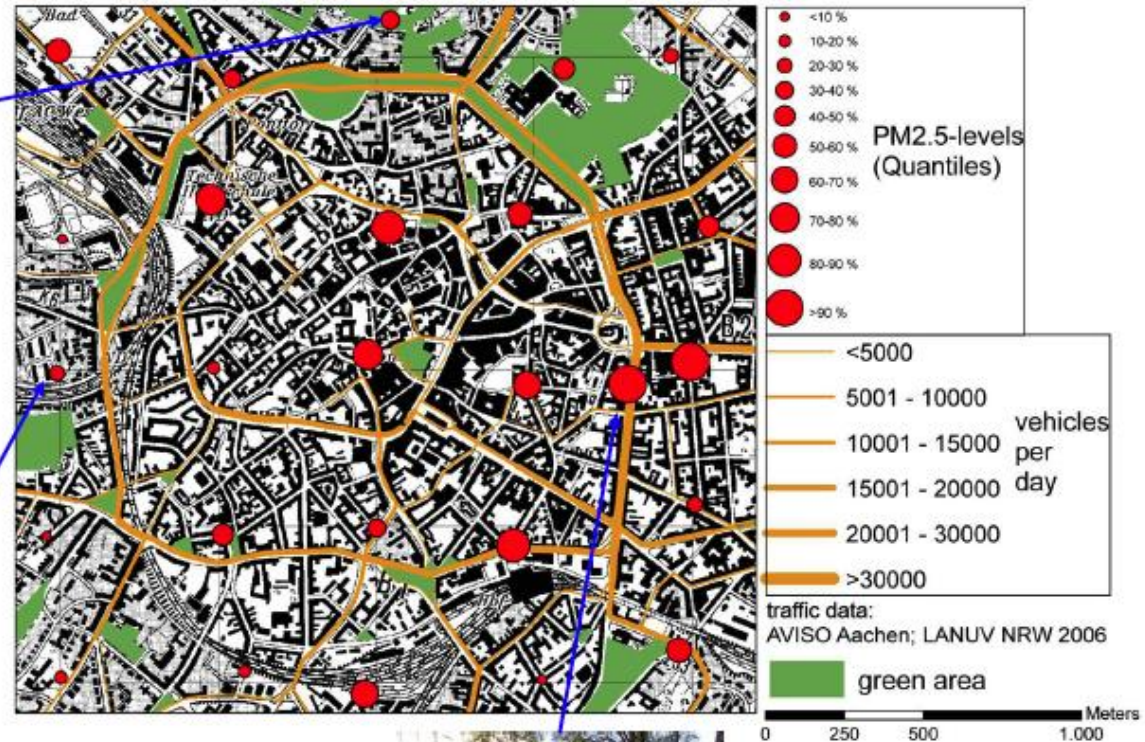 Bad
Technische
B.2
<10 %
10-20 %
20-30 %
30-40 %
40-50 %
50-60 %
60-70 %
70-80 %
80-90 %
>90 %
PM2.5-levels
(Quantiles)
<5000
5001 - 10000
10001 - 15000
15001 - 20000
20001 - 30000
>30000
vehicles
per
day
traffic data:
AVISO Aachen; LANUV NRW 2006
green area
Meters
0 250 500 1.000